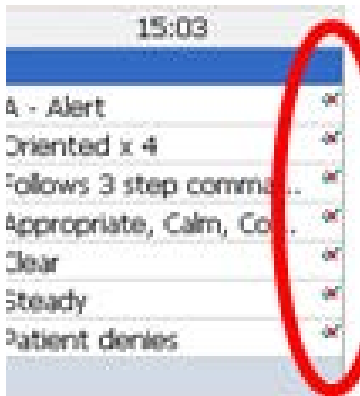 15:03
A - Alert
Oriented x 4
Follows 3 step comma...
Appropriate, Calm, Co...
Clear
Steady
Patient denies